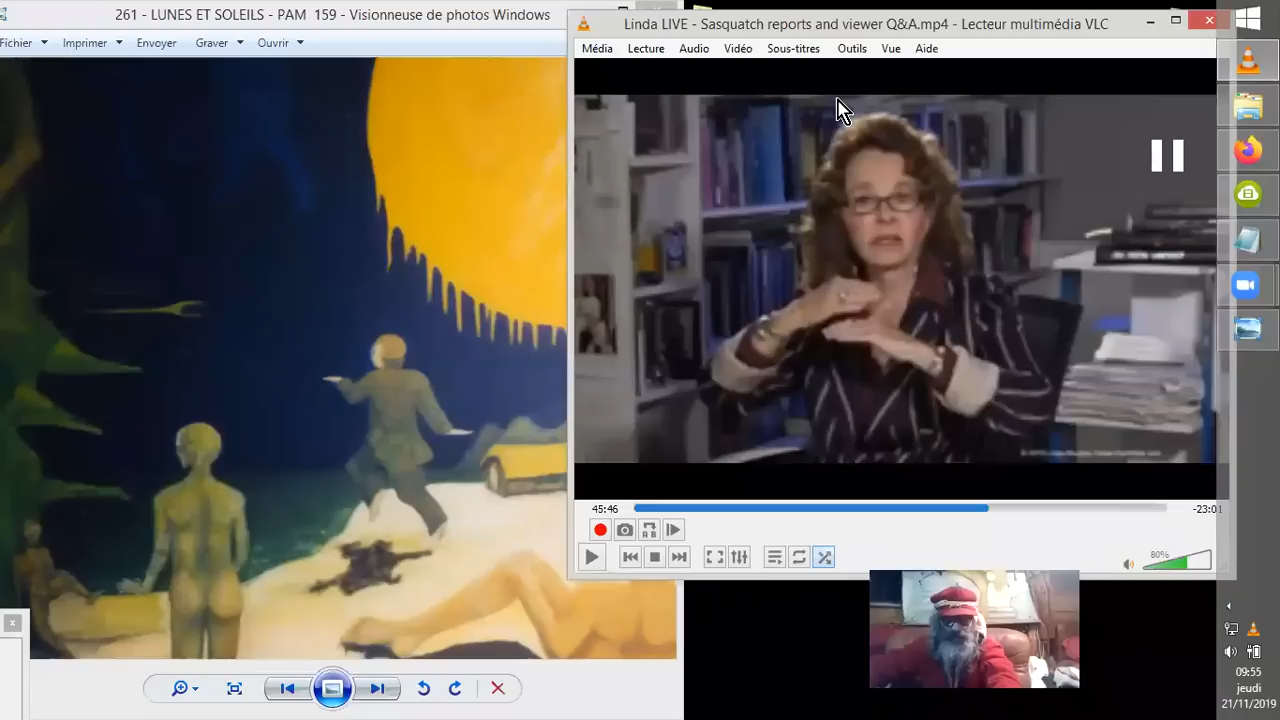 261 - LUNES ET SOLEILS - PAM 159 - Visionneuse de photos Windows
Fichier Imprimer Envoyer Graver Ouvrir
Linda LIVE - Sasquatch reports and viewer Q&A.mp4 - Lecteur multimédia VLC
Média Lecture Audio Vidéo Sous-titres Outils Vue Aide
45:46
-23:01
A B
80%
09:55
jeudi
21/11/2019